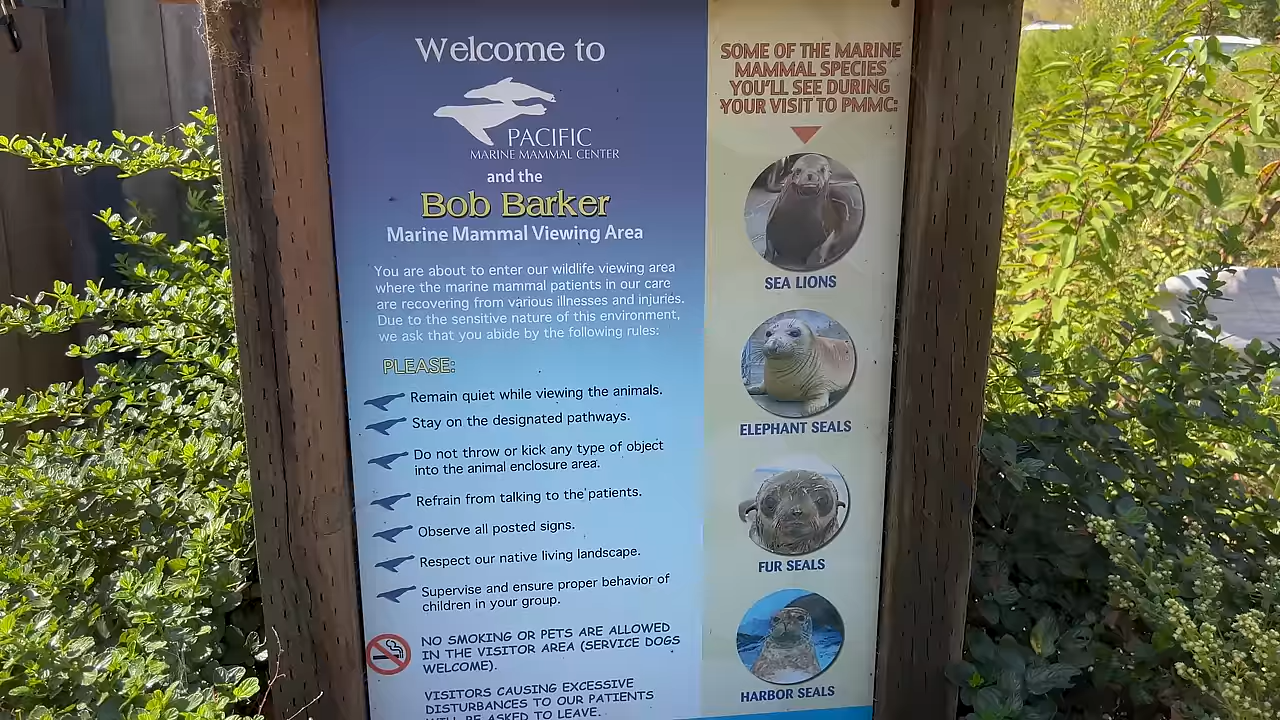 Welcome to
PACIFIC
MARINE MAMMAL CENTER
and the
Bob Barker
Marine Mammal Viewing Area
You are about to enter our wildlife viewing area
where the marine mammal patients in our care
are recovering from various illnesses and injuries.
Due to the sensitive nature of this environment,
we ask that you abide by the following rules:
PLEASE:
Remain quiet while viewing the animals.
Stay on the designated pathways.
Do not throw or kick any type of object
into the animal enclosure area.
Refrain from talking to the patients.
Observe all posted signs.
Respect our native living landscape.
Supervise and ensure proper behavior of
children in your group.
NO SMOKING OR PETS ARE ALLOWED
IN THE VISITOR AREA (SERVICE DOGS
WELCOME).
VISITORS CAUSING EXCESSIVE
DISTURBANCES TO OUR PATIENTS
WILL BE ASKED TO LEAVE.
SOME OF THE MARINE
MAMMAL SPECIES
YOU'LL SEE DURING
YOUR VISIT TO PMMC:
SEA LIONS
ELEPHANT SEALS
FUR SEALS
HARBOR SEALS